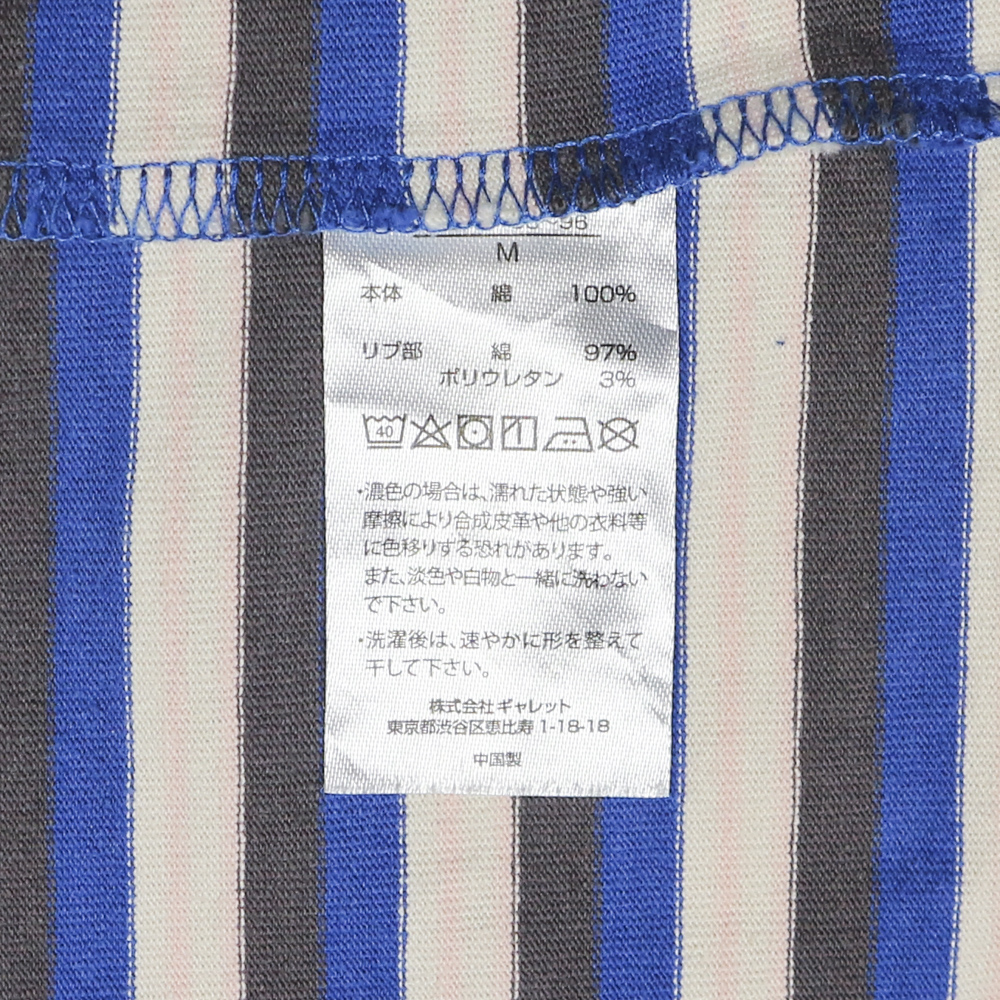 M
本体 綿 100%
リブ部 綿 97%
ポリウレタン 3%
40
・濃色の場合は、濡れた状態や強い
摩擦により合成皮革や他の衣料等
に色移りする恐れがあります。
また、淡色や白物と一緒に洗わない
で下さい。
・洗濯後は、速やかに形を整えて
干して下さい。
株式会社 ギャレット
東京都渋谷区恵比寿 1-18-18
中国製